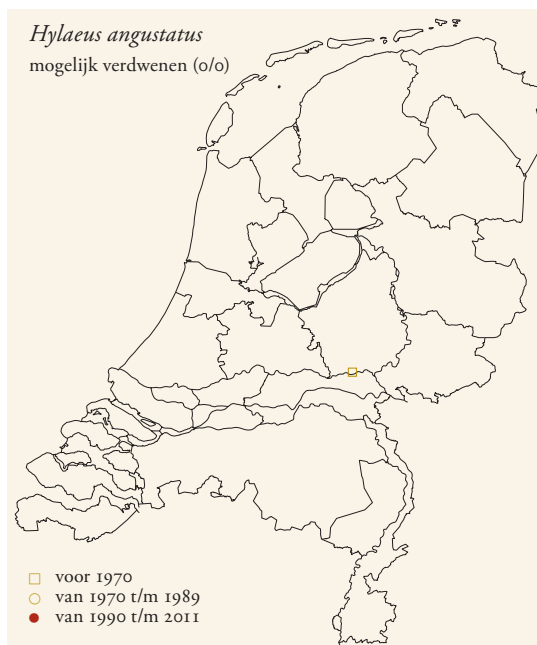 Hylaeus angustatus
mogelijk verdwenen (0/0)
voor 1970
van 1970 t/m 1989
van 1990 t/m 2011